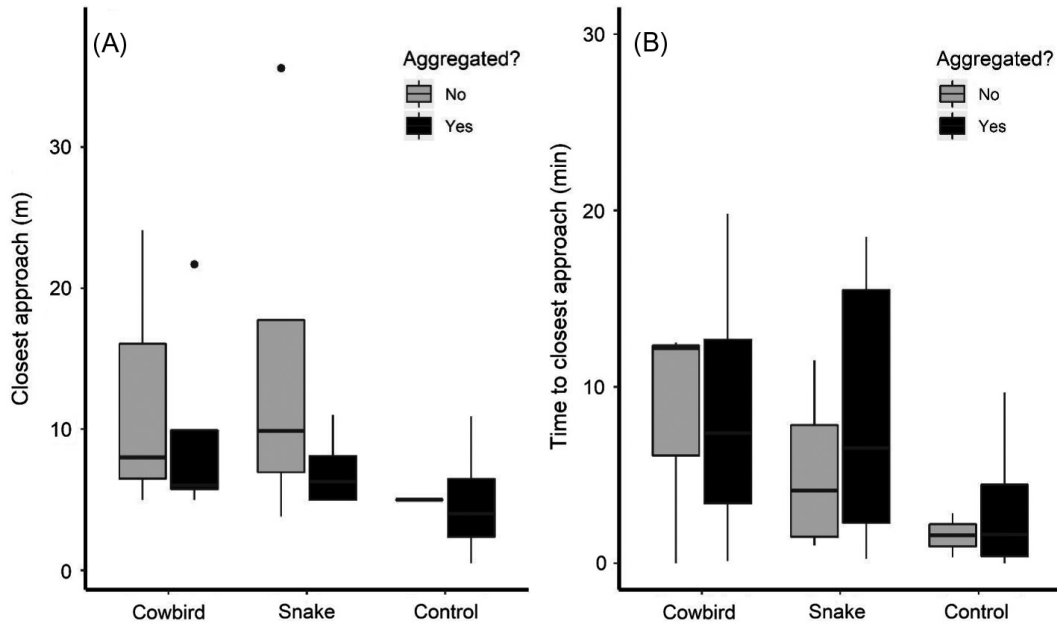 (A)
Aggregated?
No
Yes
Closest approach (m)
30
20
10
0
Cowbird
Snake
Control
(B)
Aggregated?
No
Yes
Time to closest approach (min)
30
20
10
0
Cowbird
Snake
Control